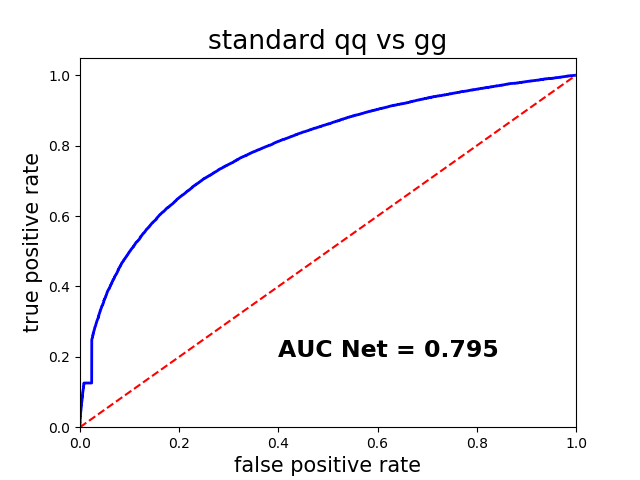 standard qq vs gg
true positive rate
1.0
0.8
0.6
0.4
0.2
0.0
AUC Net = 0.795
0.0 0.2 0.4 0.6 0.8 1.0
false positive rate